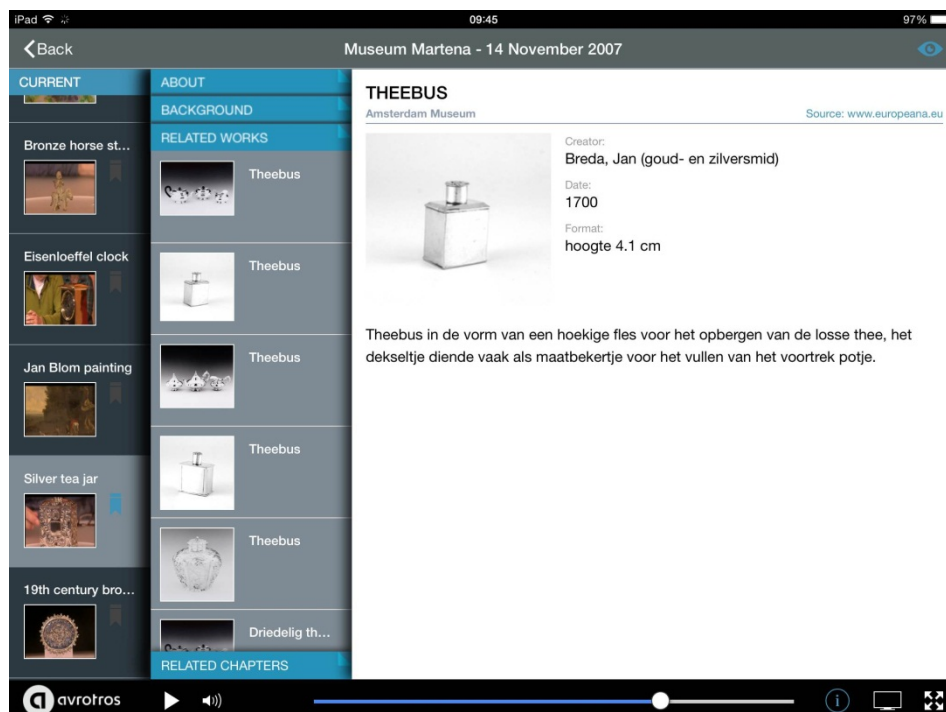 iPad 09:45 97%
Back Museum Martena - 14 November 2007
CURRENT
Bronze horse st...
Eisenloeffel clock
Jan Blom painting
Silver tea jar
19th century bro...
ABOUT
BACKGROUND
RELATED WORKS
Theebus
Theebus
Theebus
Theebus
Theebus
Driedelig th...
RELATED CHAPTERS
THEEBUS
Amsterdam Museum Source: www.europeana.eu
Creator:
Breda, Jan (goud- en zilversmid)
Date:
1700
Format:
hoogte 4.1 cm
Theebus in de vorm van een hoekige fles voor het opbergen van de losse thee, het
dekseltje diende vaak als maatbekertje voor het vullen van het voortrek potje.
avrotros